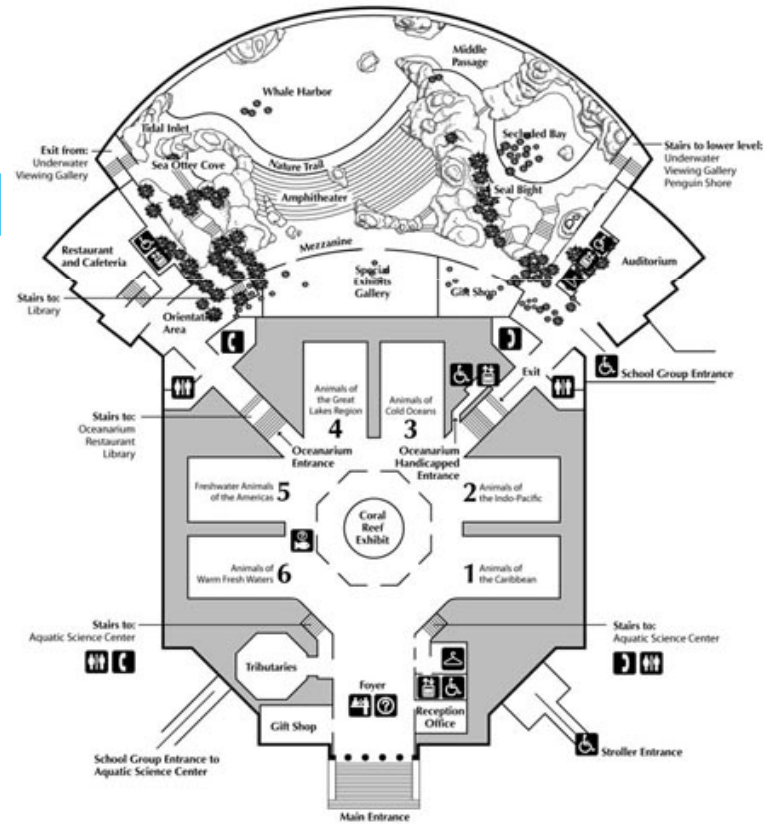 Middle
Passage
Whale Harbor
Tidal Inlet
Secluded Bay
Exit from:
Underwater
Viewing Gallery
Stairs to lower level:
Underwater
Viewing Gallery
Penguin Shore
Sea Otter Cove
Nature Trail
Seal Bight
Amphitheater
Mezzanine
Restaurant
and Cafeteria
Special
Exhibits
Gallery
Gift Shop
Auditorium
Stairs to:
Library
Orientation
Area
School Group Entrance
Exit
Animals of
the Great
Lakes Region
4
Animals of
Cold Oceans
3
Stairs to:
Oceanarium
Restaurant
Library
Oceanarium
Entrance
Oceanarium
Handicapped
Entrance
Freshwater Animals
of the Americas
5
2
Animals of
the Indo-Pacific
Coral
Reef
Exhibit
Animals of
Warm Fresh Waters
6
1
Animals of
the Caribbean
Stairs to:
Aquatic Science Center
Stairs to:
Aquatic Science Center
Tributaries
Foyer
?
Gift Shop
Reception
Office
School Group Entrance to
Aquatic Science Center
Stroller Entrance
Main Entrance